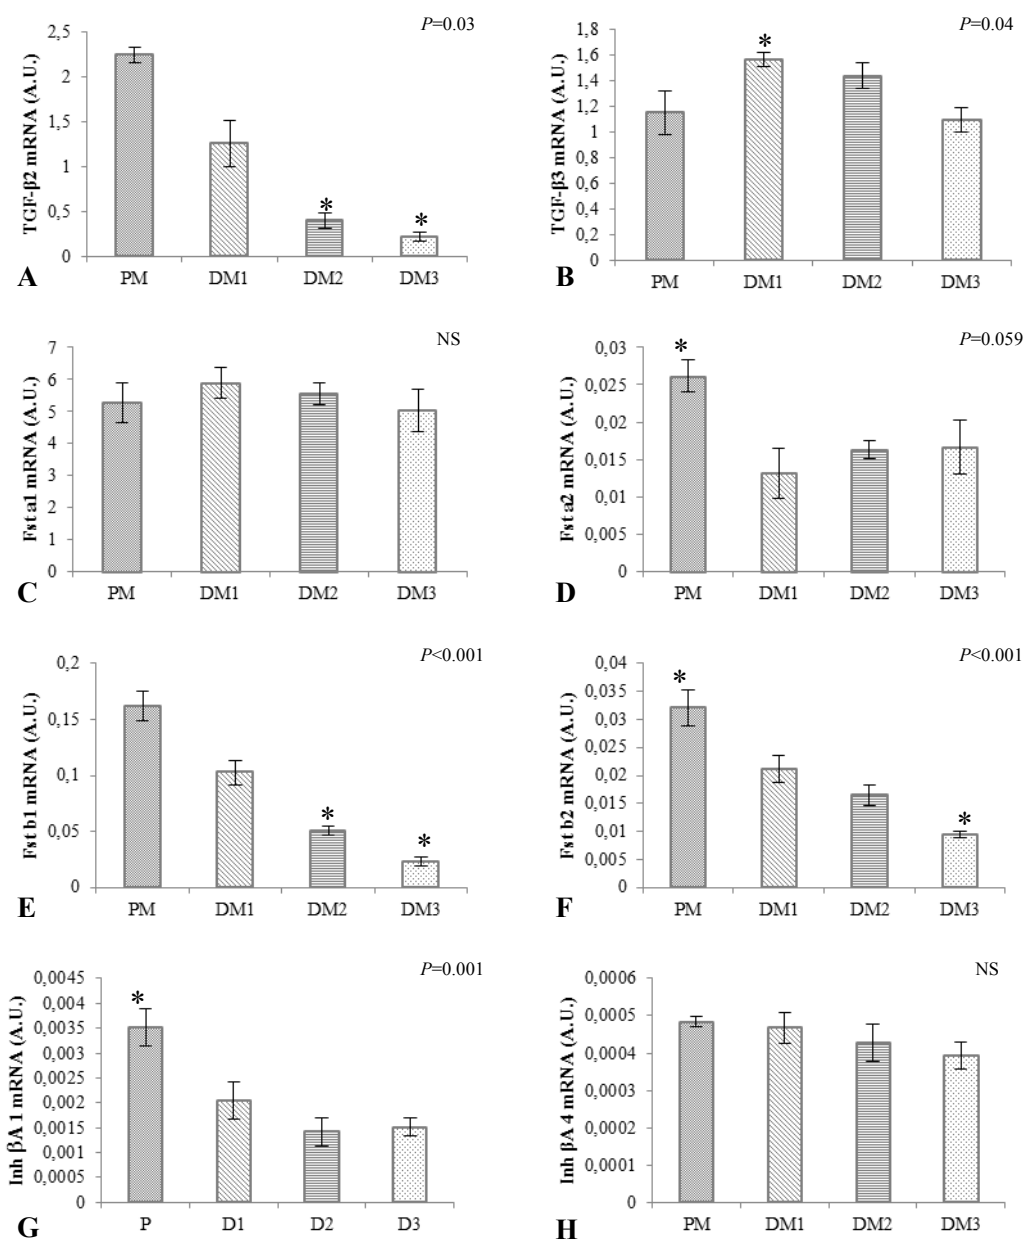 P=0.03
TGF-β2 mRNA (A.U.)
2,5
2
1,5
1
0,5
0
PM DM1 DM2 DM3
* *
A
P=0.04
TGF-β3 mRNA (A.U.)
1,8
1,6
1,4
1,2
1
0,8
0,6
0,4
0,2
0
PM DM1 DM2 DM3
*
B
NS
Fst a1 mRNA (A.U.)
7
6
5
4
3
2
1
0
PM DM1 DM2 DM3
C
P=0.059
Fst a2 mRNA (A.U.)
0,03
0,025
0,02
0,015
0,01
0,005
0
PM DM1 DM2 DM3
*
D
P<0.001
Fst b1 mRNA (A.U.)
0,2
0,15
0,1
0,05
0
PM DM1 DM2 DM3
* *
E
P<0.001
Fst b2 mRNA (A.U.)
0,04
0,035
0,03
0,025
0,02
0,015
0,01
0,005
0
PM DM1 DM2 DM3
* *
F
P=0.001
Inh βA 1 mRNA (A.U.)
0,0045
0,004
0,0035
0,003
0,0025
0,002
0,0015
0,001
0,0005
0
P D1 D2 D3
*
G
NS
Inh βA 4 mRNA (A.U.)
0,0006
0,0005
0,0004
0,0003
0,0002
0,0001
0
PM DM1 DM2 DM3
H